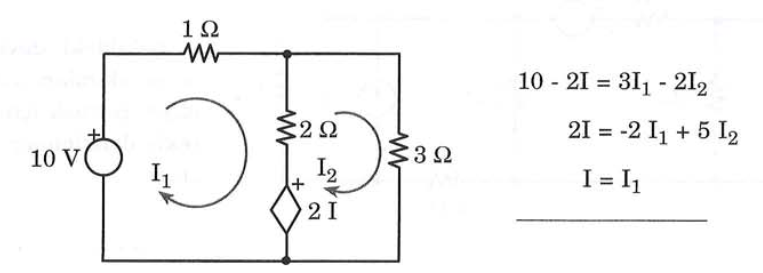 1 Ω
10 V
+
I₁
2 Ω
I₂
+
2 I
3 Ω
10 - 2I = 3I₁ - 2I₂
2I = -2 I₁ + 5 I₂
I = I₁